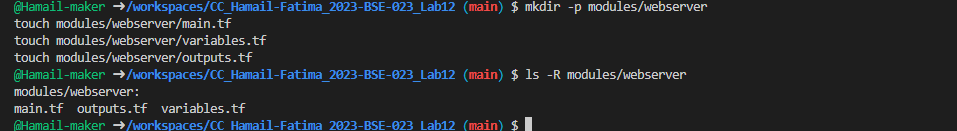 @Hamail-maker ➜/workspaces/CC_Hamail-Fatima_2023-BSE-023_Lab12 (main) $ mkdir -p modules/webserver
touch modules/webserver/main.tf
touch modules/webserver/variables.tf
touch modules/webserver/outputs.tf
@Hamail-maker ➜/workspaces/CC_Hamail-Fatima_2023-BSE-023_Lab12 (main) $ ls -R modules/webserver
modules/webserver:
main.tf  outputs.tf  variables.tf
@Hamail-maker ➜/workspaces/CC_Hamail-Fatima_2023-BSE-023_Lab12 (main) $